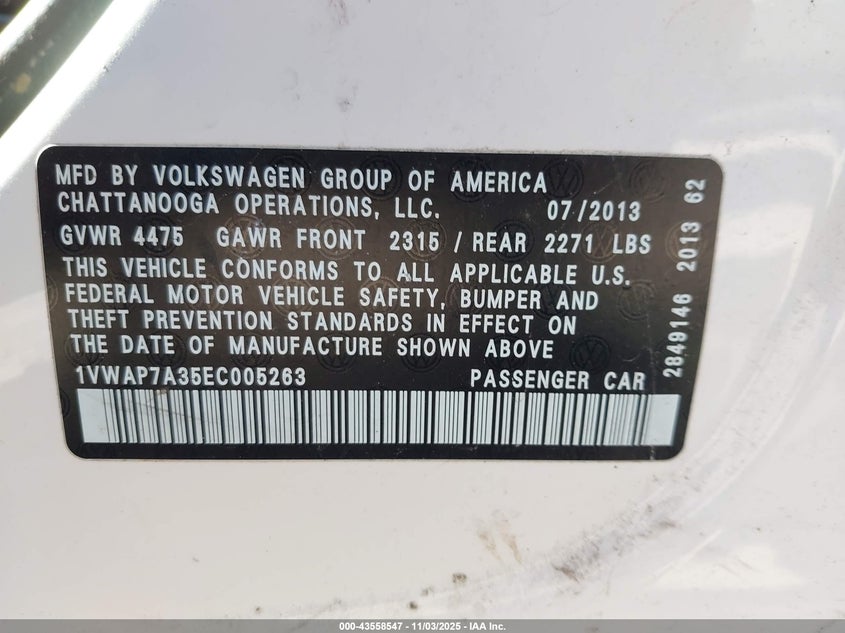 MFD BY VOLKSWAGEN GROUP OF AMERICA
CHATTANOOGA OPERATIONS, LLC. 07/2013
GVWR 4475 GAWR FRONT 2315 / REAR 2271 LBS
THIS VEHICLE CONFORMS TO ALL APPLICABLE U.S.
FEDERAL MOTOR VEHICLE SAFETY, BUMPER AND
THEFT PREVENTION STANDARDS IN EFFECT ON
THE DATE OF MANUFACTURE SHOWN ABOVE
1VWAP7A35EC005263 PASSENGER CAR
2849146 2013 62
000-43558547 | 11/03/2025 - IAA Inc.